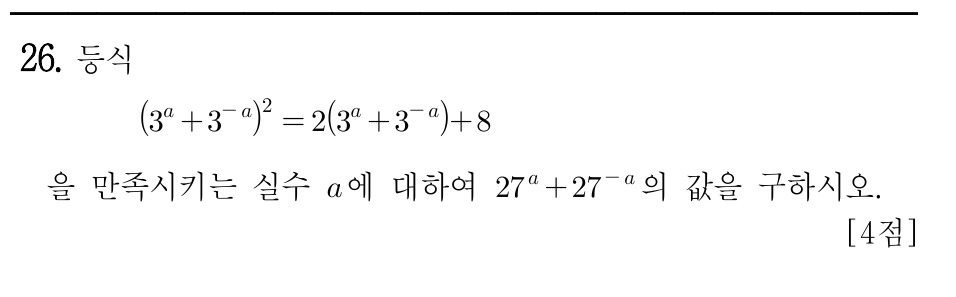 26. 등식
(3^a + 3^{-a})^2 = 2(3^a + 3^{-a}) + 8
을 만족시키는 실수 a에 대하여 27^a + 27^{-a}의 값을 구하시오.
[4점]